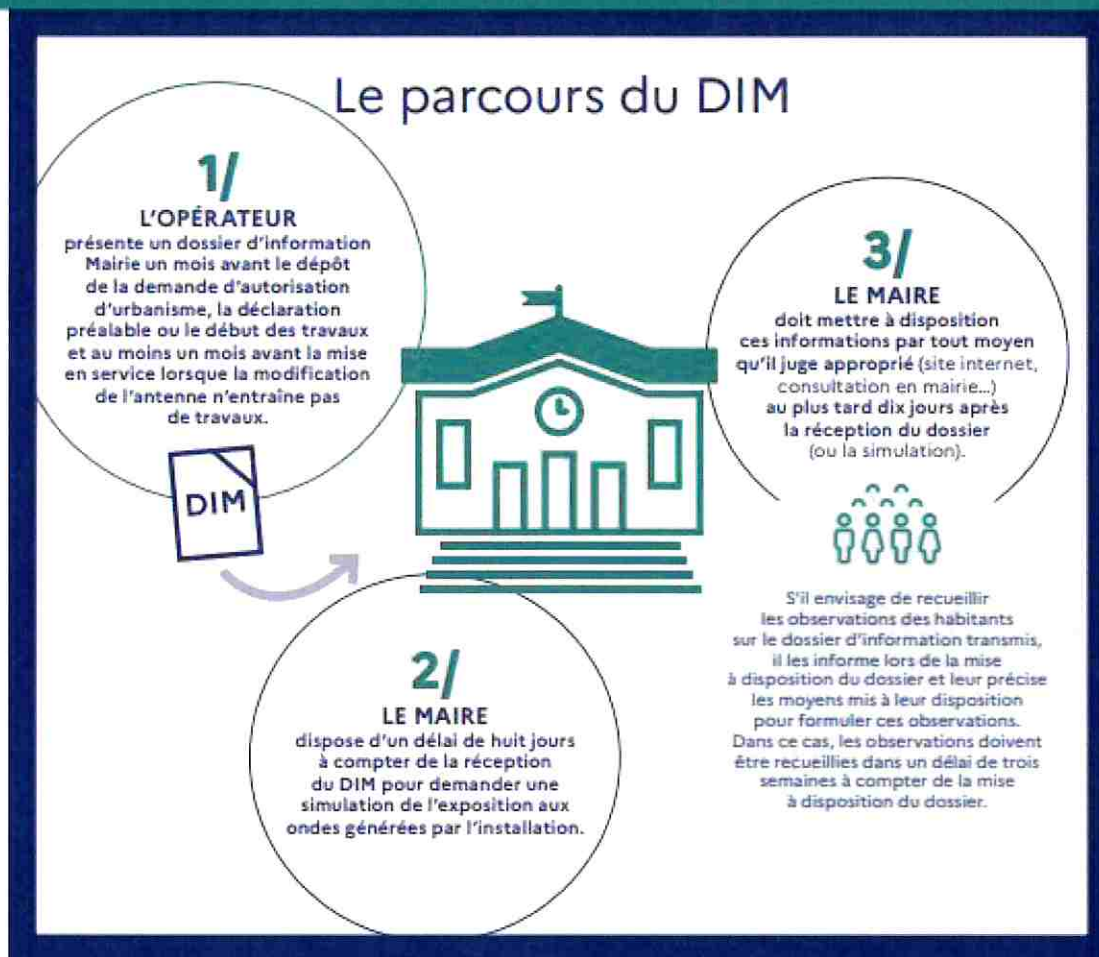 Le parcours du DIM
1/
L'OPÉRATEUR
présente un dossier d'information
Mairie un mois avant le dépôt
de la demande d'autorisation
d'urbanisme, la déclaration
préalable ou le début des travaux
et au moins un mois avant la mise
en service lorsque la modification
de l'antenne n'entraîne pas
de travaux.
DIM
2/
LE MAIRE
dispose d'un délai de huit jours
à compter de la réception
du DIM pour demander une
simulation de l'exposition aux
ondes générées par l'installation.
3/
LE MAIRE
doit mettre à disposition
ces informations par tout moyen
qu'il juge approprié (site internet,
consultation en mairie...)
au plus tard dix jours après
la réception du dossier
(ou la simulation).
S'il envisage de recueillir
les observations des habitants
sur le dossier d'information transmis,
il les informe lors de la mise
à disposition du dossier et leur précise
les moyens mis à leur disposition
pour formuler ces observations.
Dans ce cas, les observations doivent
être recueillies dans un délai de trois
semaines à compter de la mise
à disposition du dossier.